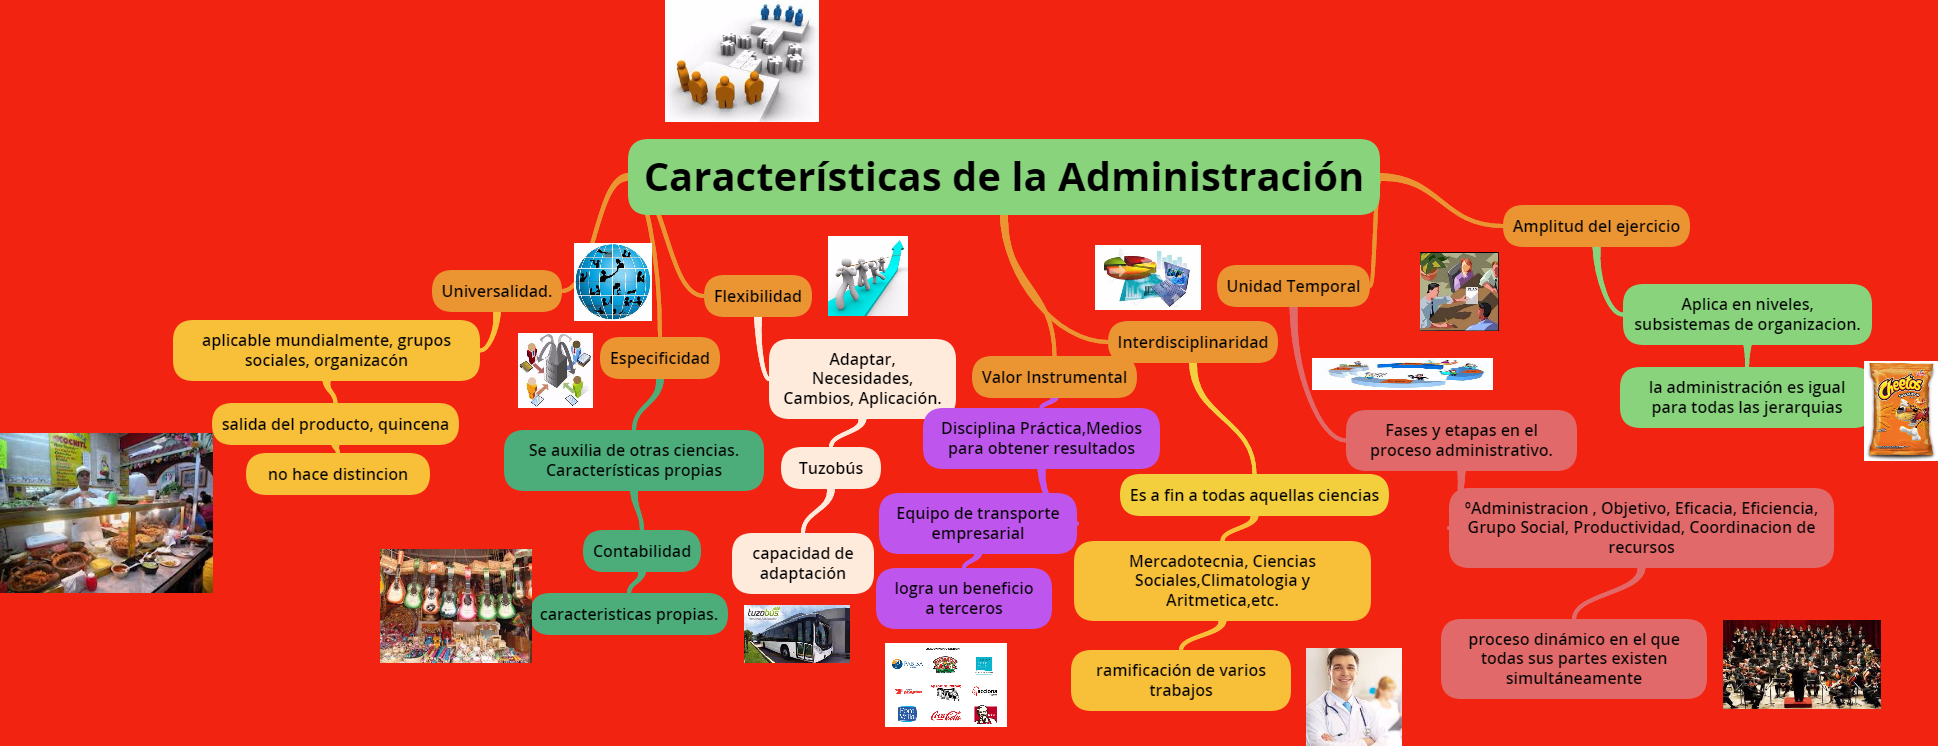 Características de la Administración
Universalidad.
aplicable mundialmente, grupos
sociales, organizacón
salida del producto, quincena
no hace distincion
Especificidad
Se auxilia de otras ciencias.
Características propias
Contabilidad
caracteristicas propias.
Flexibilidad
Adaptar,
Necesidades,
Cambios, Aplicación.
Tuzobús
capacidad de
adaptación
tuzobus
Valor Instrumental
Disciplina Práctica,Medios
para obtener resultados
Equipo de transporte
empresarial
logra un beneficio
a terceros
Coca-Cola
KFC
Interdisciplinaridad
Es a fin a todas aquellas ciencias
Mercadotecnia, Ciencias
Sociales,Climatologia y
Aritmetica,etc.
ramificación de varios
trabajos
Unidad Temporal
Fases y etapas en el
proceso administrativo.
°Administracion , Objetivo, Eficacia, Eficiencia,
Grupo Social, Productividad, Coordinacion de
recursos
proceso dinámico en el que
todas sus partes existen
simultáneamente
Amplitud del ejercicio
Aplica en niveles,
subsistemas de organizacion.
la administración es igual
para todas las jerarquias
Cheetos